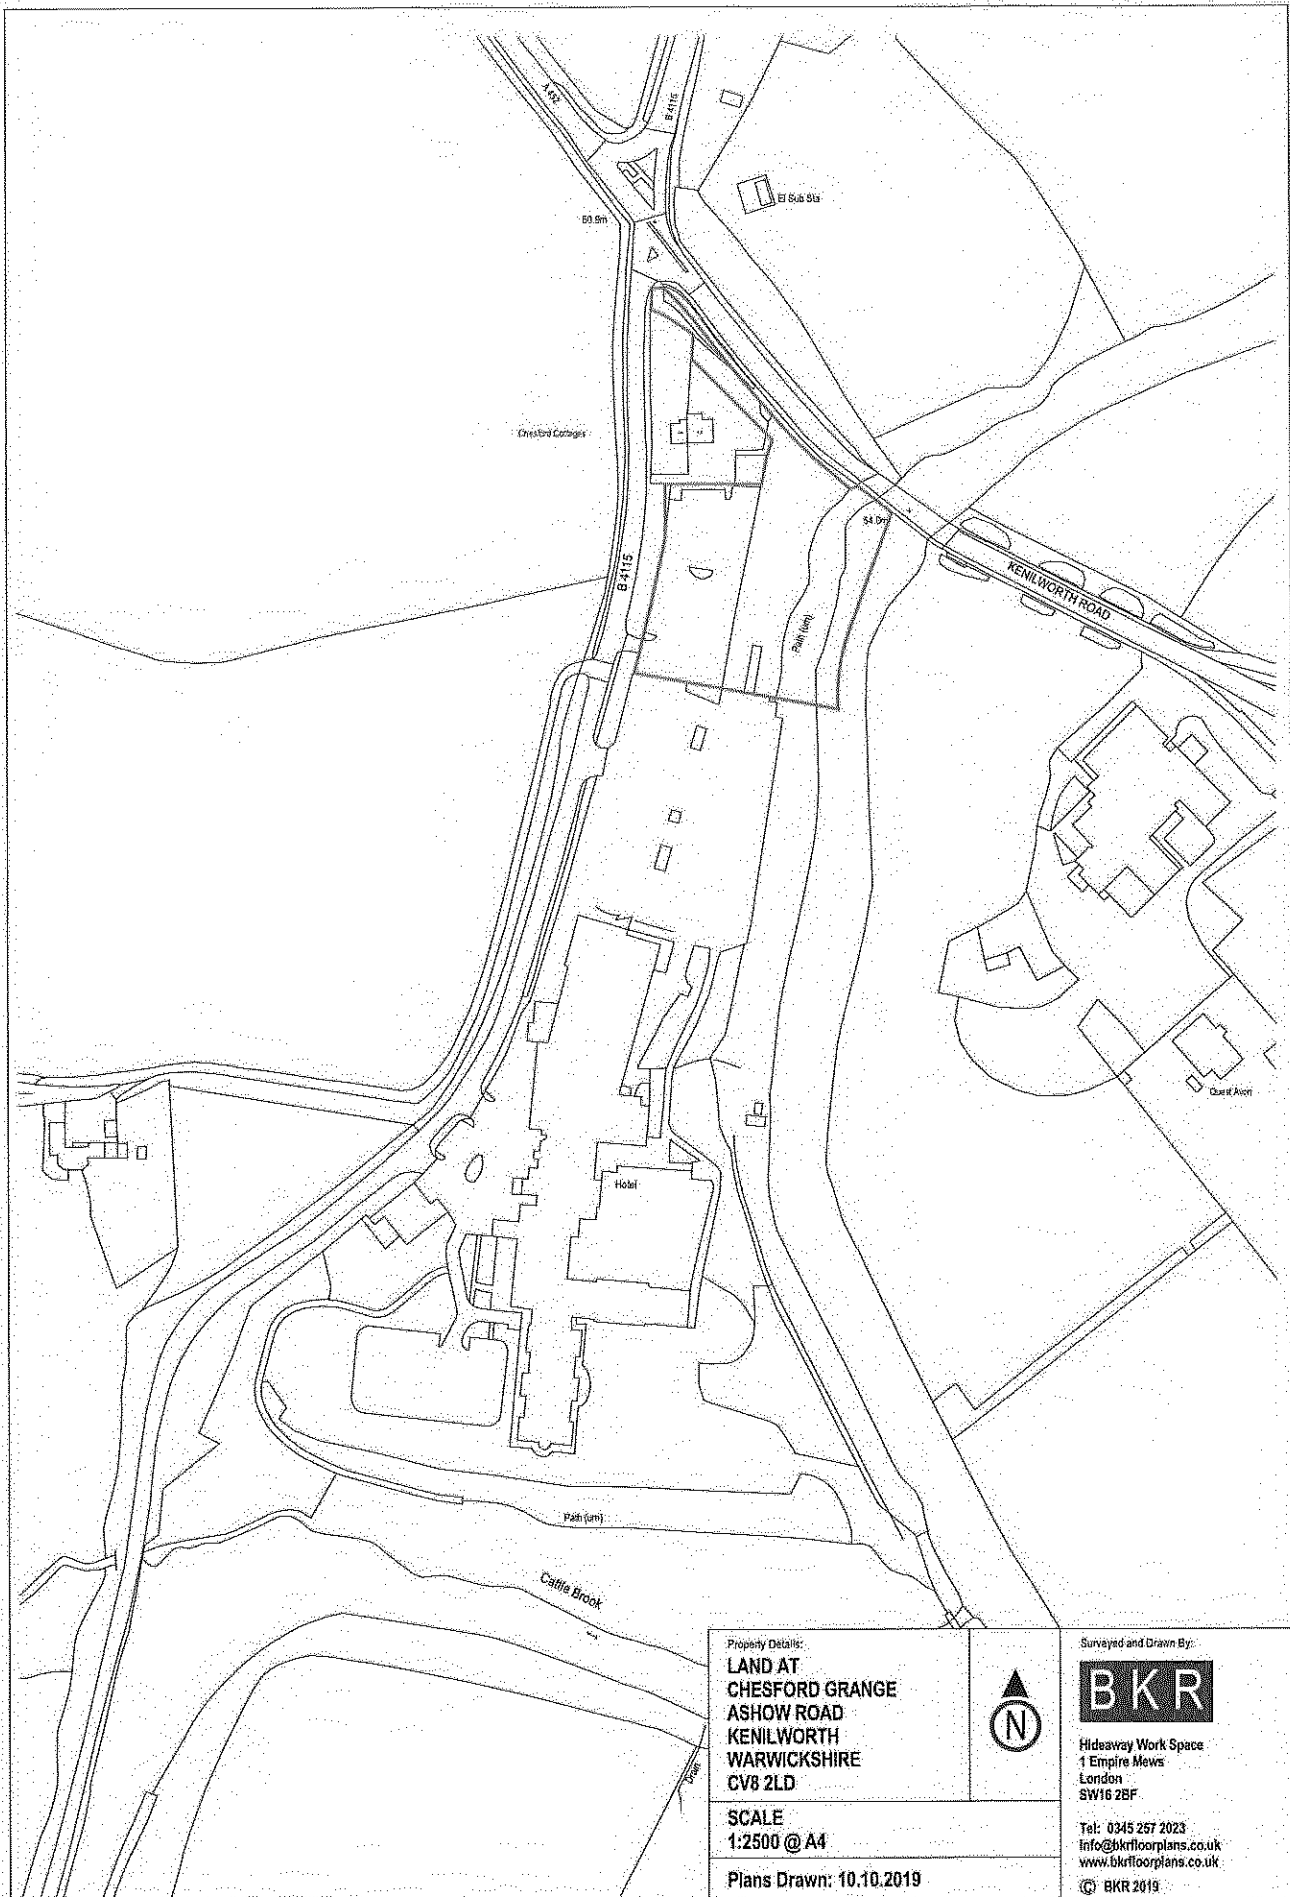 A452
B 4115
El Sub Sta
60.9m
Chesford Cottages
54.0m
KENILWORTH ROAD
B 4115
Path (um)
Hotel
Quest Avon
Path (um)
Cattle Brook
Drain
Property Details:
LAND AT
CHESFORD GRANGE
ASHOW ROAD
KENILWORTH
WARWICKSHIRE
CV8 2LD
SCALE
1:2500 @ A4
Plans Drawn: 10.10.2019
N
Surveyed and Drawn By:
BKR
Hideaway Work Space
1 Empire Mews
London
SW16 2BF
Tel: 0345 257 2023
info@bkrfloorplans.co.uk
www.bkrfloorplans.co.uk
© BKR 2019